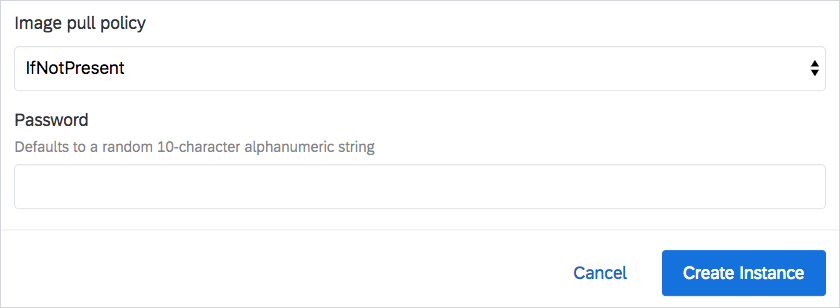 Image pull policy
IfNotPresent
Password
Defaults to a random 10-character alphanumeric string
Cancel Create Instance